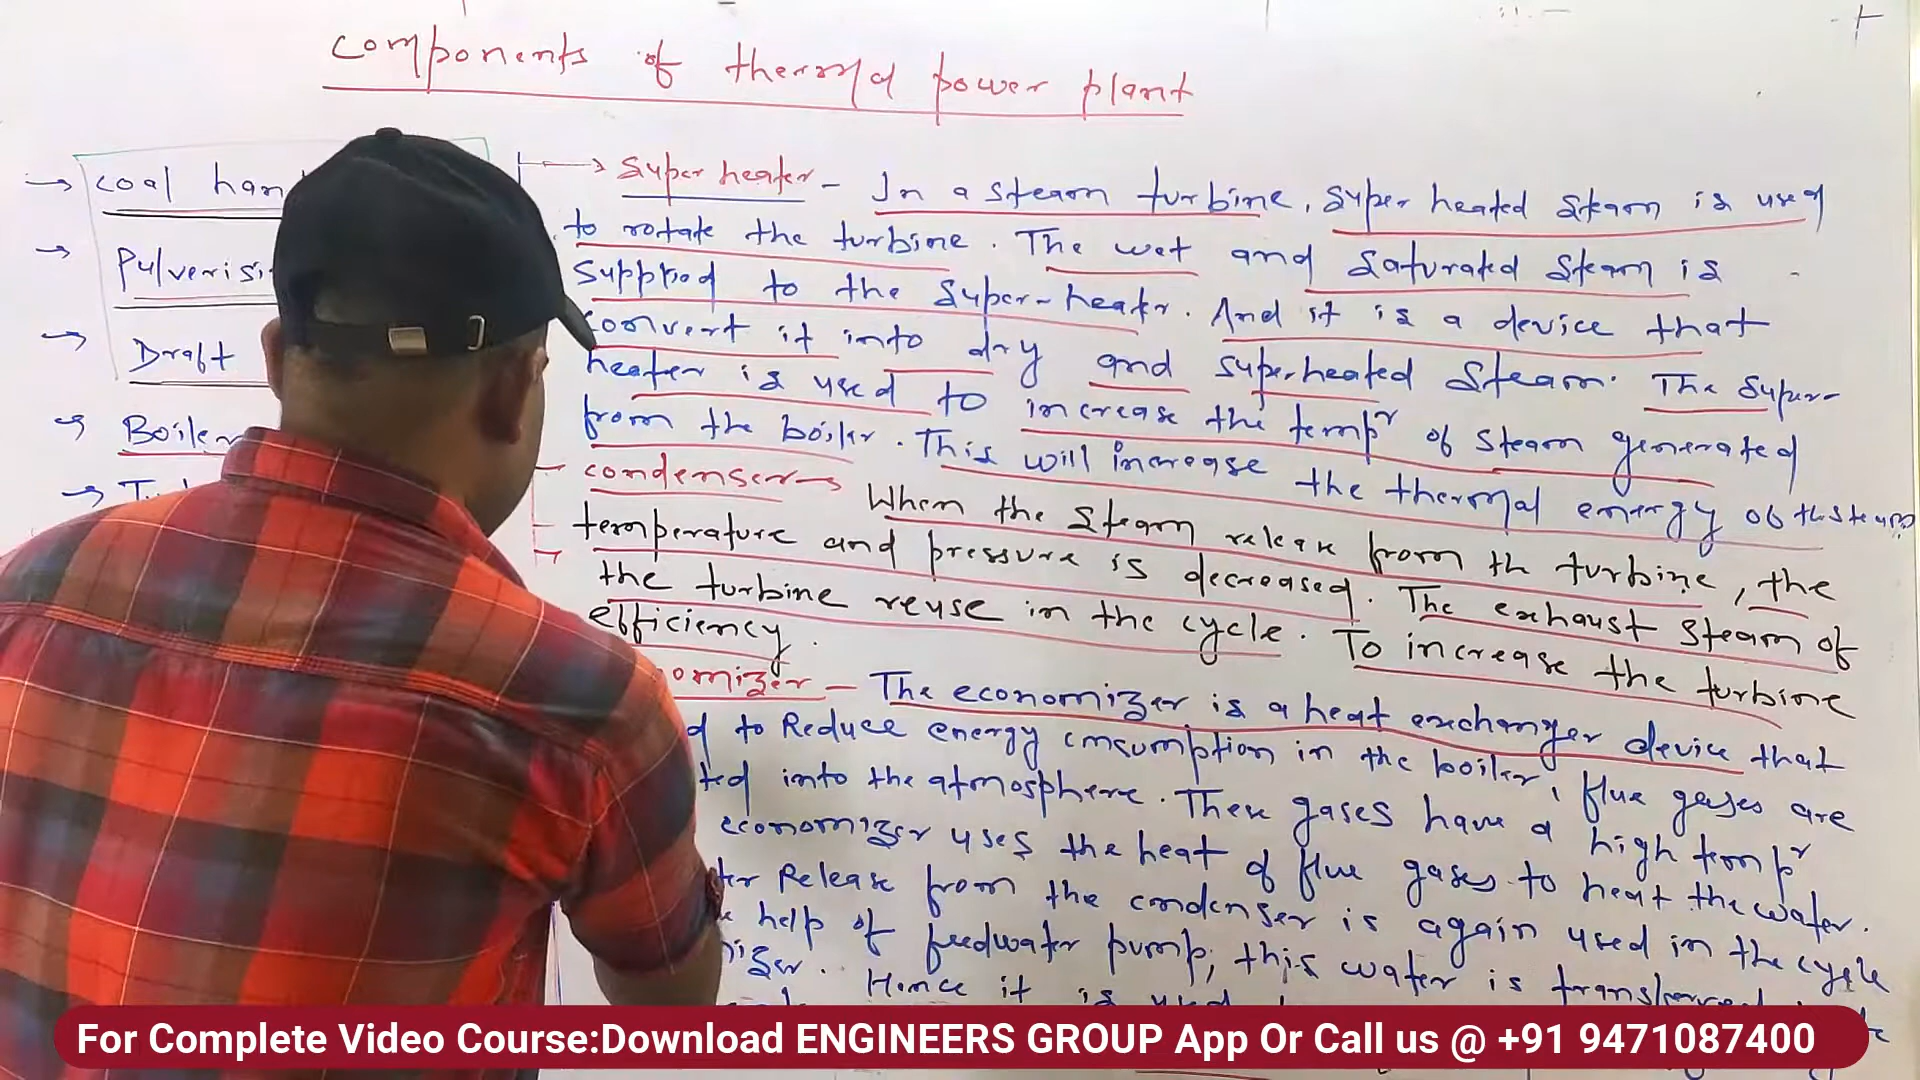 Components of thermal power plant
→ Coal han
→ Pulverisi
→ Draft
→ Boiler
→ Super heater - In a steam turbine, super heated steam is used
to rotate the turbine. The wet and saturated steam is
supplied to the super-heater. And it is a device that
convert it into dry and superheated steam. The super-
heater is used to increase the tempr of steam generated
from the boiler. This will increase the thermal energy of the steam
condenser → When the steam release from th turbine, the
temperature and pressure is decreased. The exhaust steam of
the turbine reuse in the cycle. To increase the turbine
efficiency.
omizer - The economizer is a heat exchanger device that
d to Reduce energy consumption in the boiler, flue gases are
ted into the atmosphere. These gases have a high tempr
economizer uses the heat of flue gases to heat the water.
ter Release from the condenser is again used in the cycle
help of feedwater pump, this water is transferred
izer. Hence it is used
For Complete Video Course:Download ENGINEERS GROUP App Or Call us @ +91 9471087400